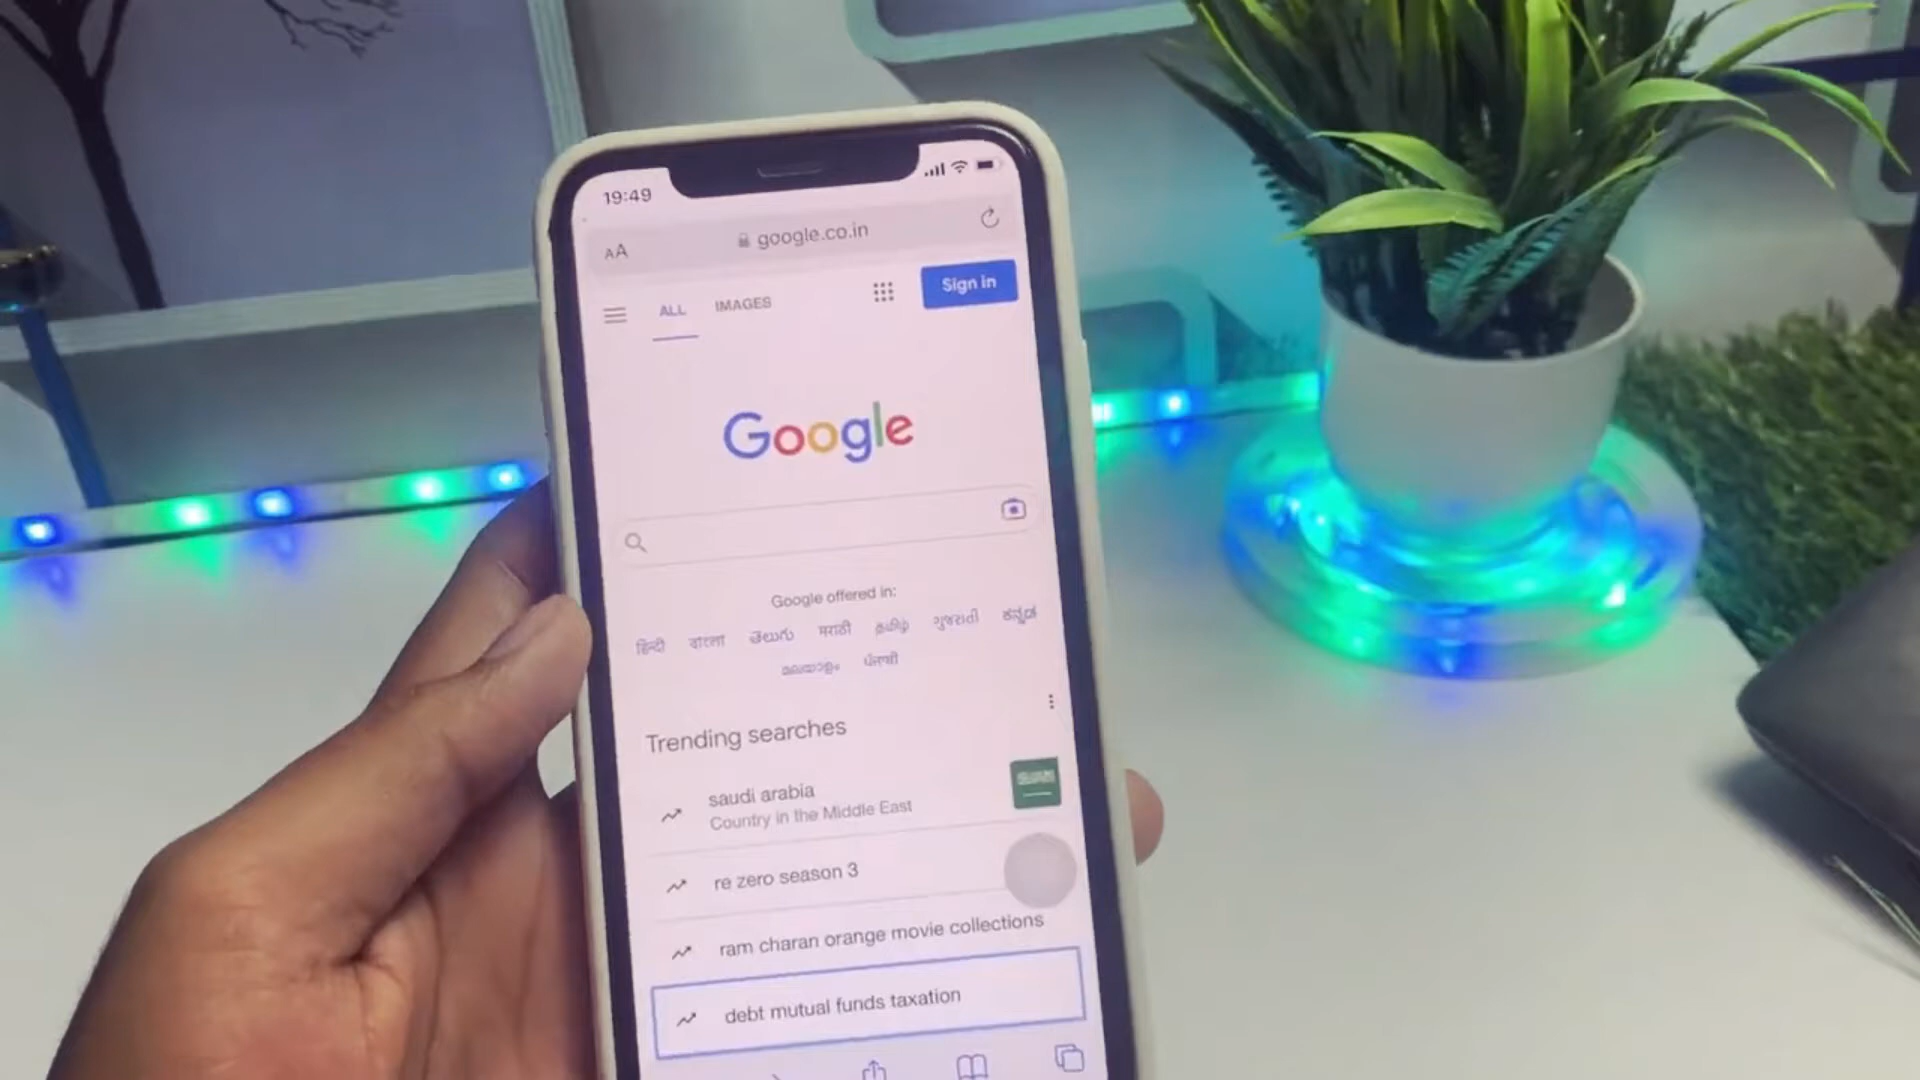 19:49
AA google.co.in
ALL IMAGES Sign in
Google
Google offered in:
हिन्दी বাংলা తెలుగు मराठी தமிழ் ગુજરાતી ಕನ್ನಡ
മലയാളം ਪੰਜਾਬੀ
Trending searches
saudi arabia
Country in the Middle East
re zero season 3
ram charan orange movie collections
debt mutual funds taxation